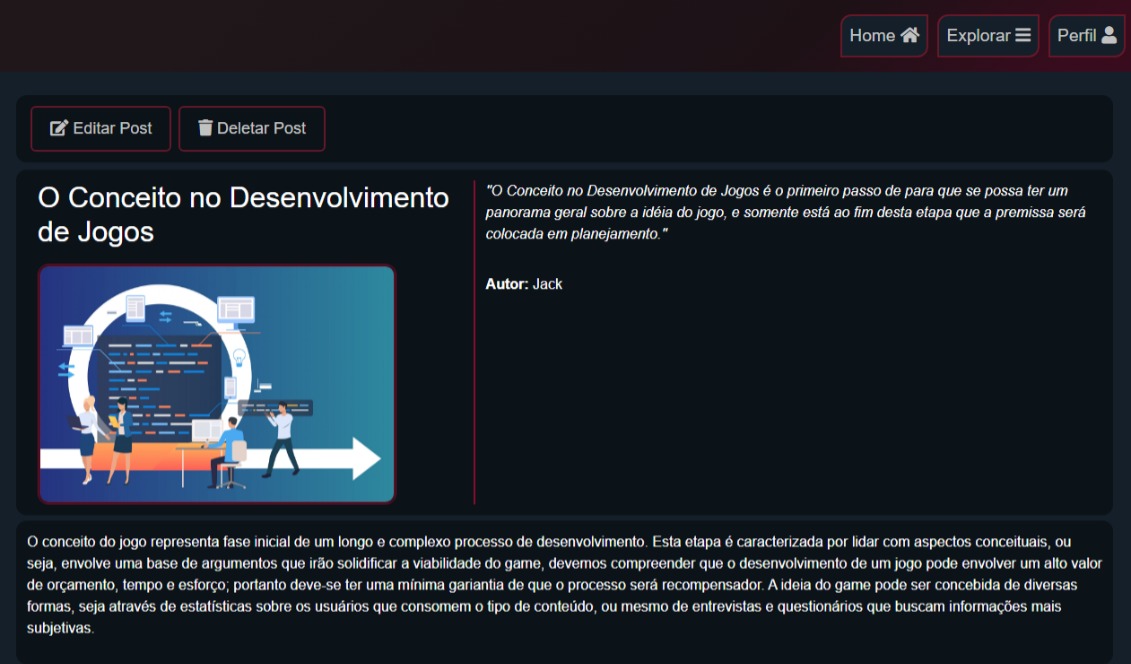 Home
Explorar
Perfil
Editar Post
Deletar Post
O Conceito no Desenvolvimento
de Jogos
"O Conceito no Desenvolvimento de Jogos é o primeiro passo de para que se possa ter um
panorama geral sobre a idéia do jogo, e somente está ao fim desta etapa que a premissa será
colocada em planejamento."
Autor: Jack
O conceito do jogo representa fase inicial de um longo e complexo processo de desenvolvimento. Esta etapa é caracterizada por lidar com aspectos conceituais, ou
seja, envolve uma base de argumentos que irão solidificar a viabilidade do game, devemos compreender que o desenvolvimento de um jogo pode envolver um alto valor
de orçamento, tempo e esforço; portanto deve-se ter uma mínima gariantia de que o processo será recompensador. A ideia do game pode ser concebida de diversas
formas, seja através de estatísticas sobre os usuários que consomem o tipo de conteúdo, ou mesmo de entrevistas e questionários que buscam informações mais
subjetivas.